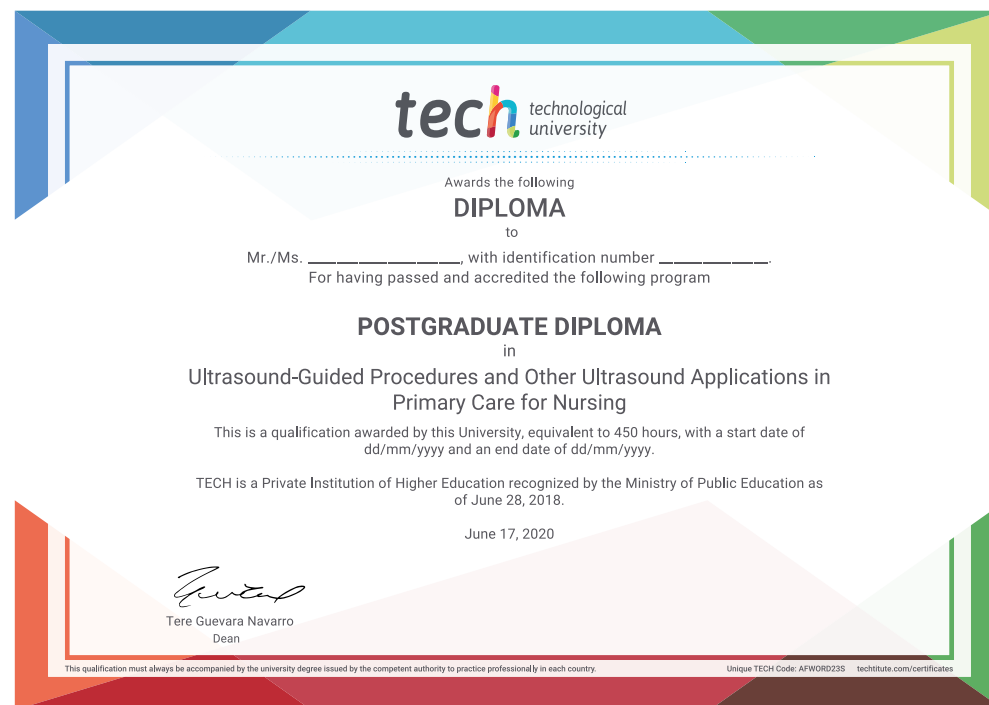 tech technological
university
Awards the following
DIPLOMA
to
Mr./Ms. ____________________, with identification number ______________.
For having passed and accredited the following program
POSTGRADUATE DIPLOMA
in
Ultrasound-Guided Procedures and Other Ultrasound Applications in
Primary Care for Nursing
This is a qualification awarded by this University, equivalent to 450 hours, with a start date of
dd/mm/yyyy and an end date of dd/mm/yyyy.
TECH is a Private Institution of Higher Education recognized by the Ministry of Public Education as
of June 28, 2018.
June 17, 2020
Tere Guevara Navarro
Dean
This qualification must always be accompanied by the university degree issued by the competent authority to practice professionally in each country.
Unique TECH Code: AFWORD23S techtitute.com/certificates